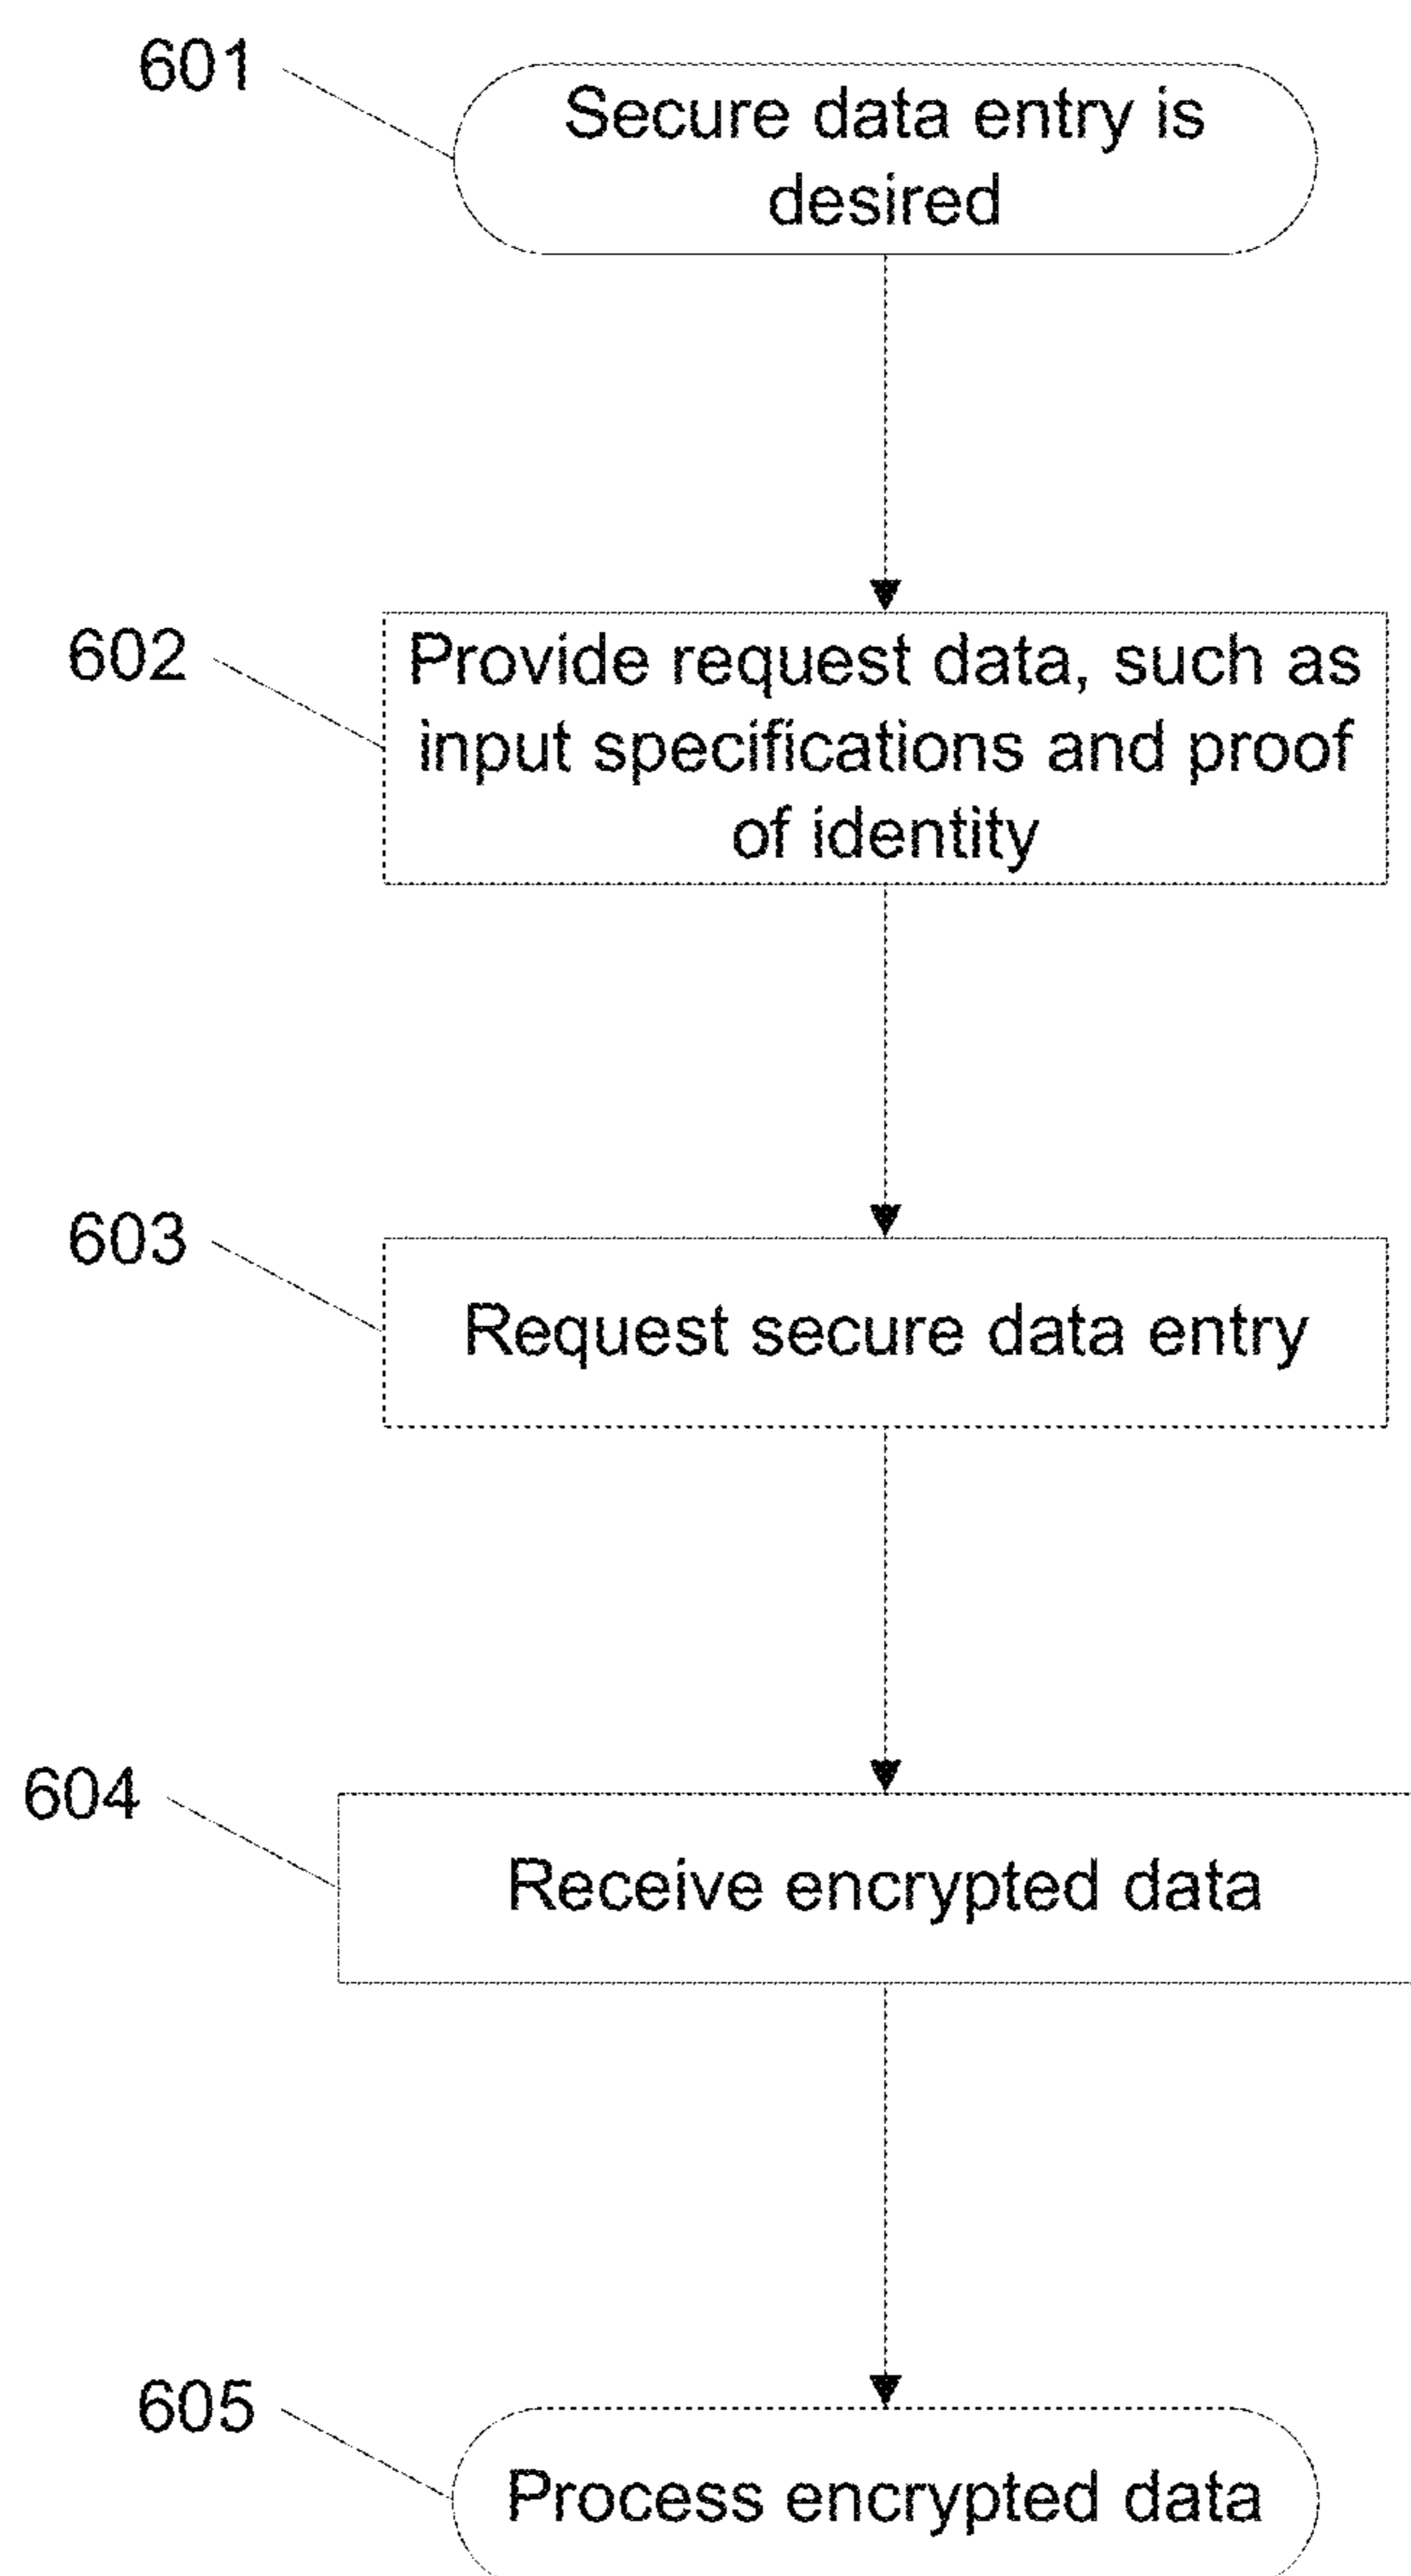 601
Secure data entry is
desired
602
Provide request data, such as
input specifications and proof
of identity
603
Request secure data entry
604
Receive encrypted data
605
Process encrypted data